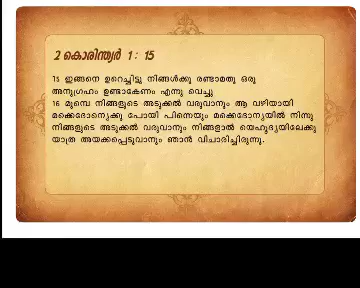 2 കൊരിന്ത്യർ 1: 15
15 ഇങ്ങനെ ഉറെച്ചിട്ടു നിങ്ങൾക്കു രണ്ടാമതു ഒരു
അനുഗ്രഹം ഉണ്ടാകേണം എന്നു വെച്ചു
16 മുമ്പെ നിങ്ങളുടെ അടുക്കൽ വരുവാനും ആ വഴിയായി
മക്കെദോന്യെക്കു പോയി പിന്നെയും മക്കെദോന്യയിൽ നിന്നു
നിങ്ങളുടെ അടുക്കൽ വരുവാനും നിങ്ങളാൽ യെഹൂദ്യയിലേക്കു
യാത്ര അയക്കപ്പെടുവാനും ഞാൻ വിചാരിച്ചിരുന്നു.